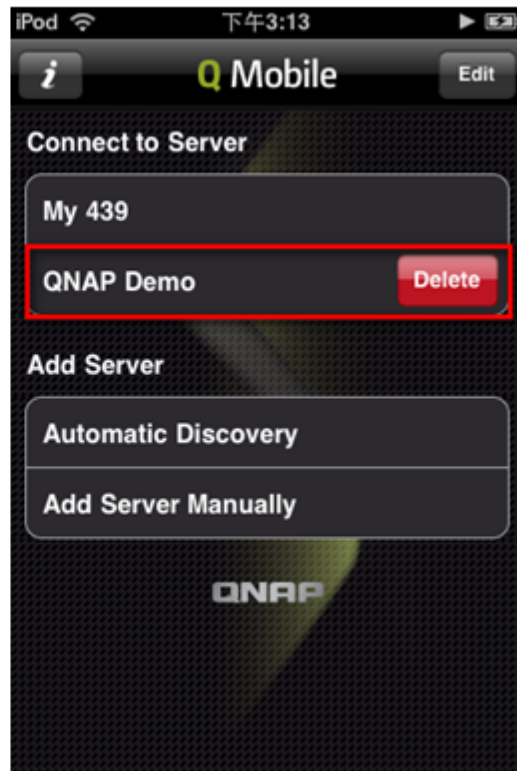 iPod 下午3:13
i Q Mobile Edit
Connect to Server
My 439
QNAP Demo Delete
Add Server
Automatic Discovery
Add Server Manually
QNAP